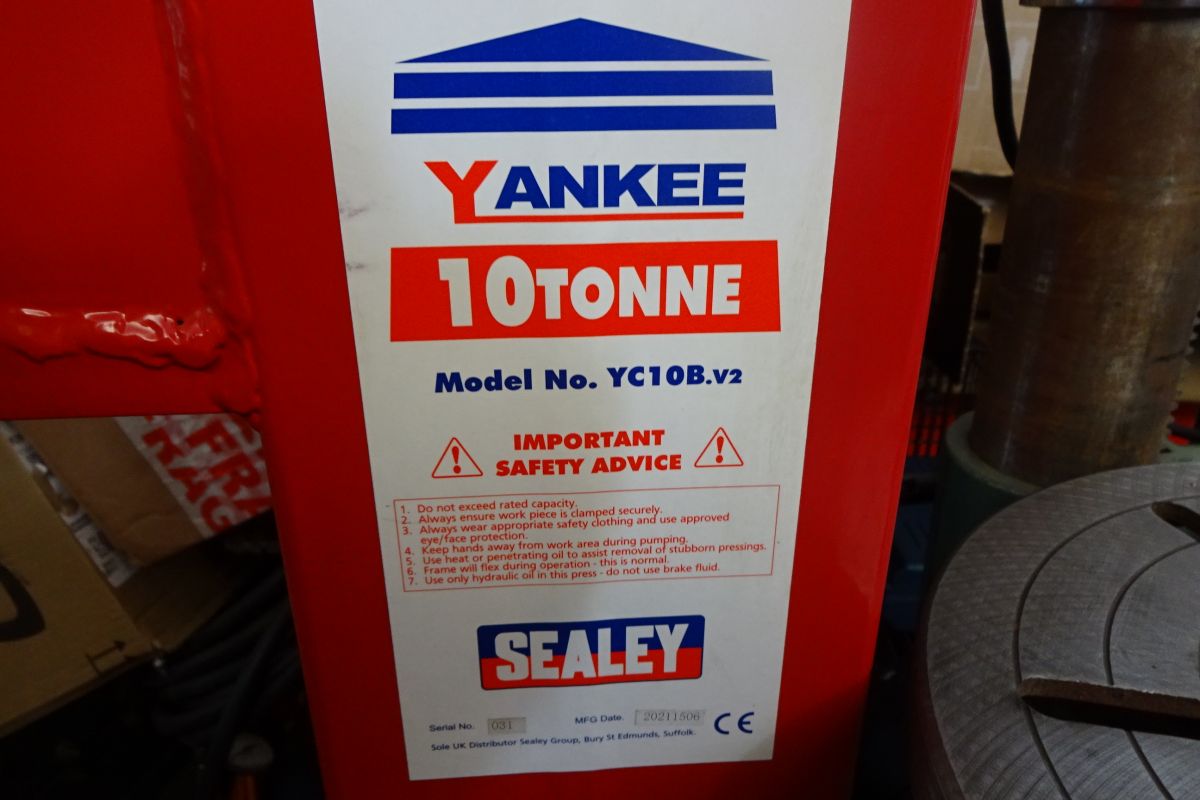 YANKEE
10TONNE
Model No. YC10B.V2
IMPORTANT
SAFETY ADVICE
1. Do not exceed rated capacity.
2. Always ensure work piece is clamped securely.
3. Always wear appropriate safety clothing and use approved
eye/face protection.
4. Keep hands away from work area during pumping.
5. Use heat or penetrating oil to assist removal of stubborn pressings.
6. Frame will flex during operation - this is normal.
7. Use only hydraulic oil in this press - do not use brake fluid.
SEALEY
Serial No. 031 MFG Date. 20211506 CE
Sole UK Distributor Sealey Group, Bury St Edmunds, Suffolk.